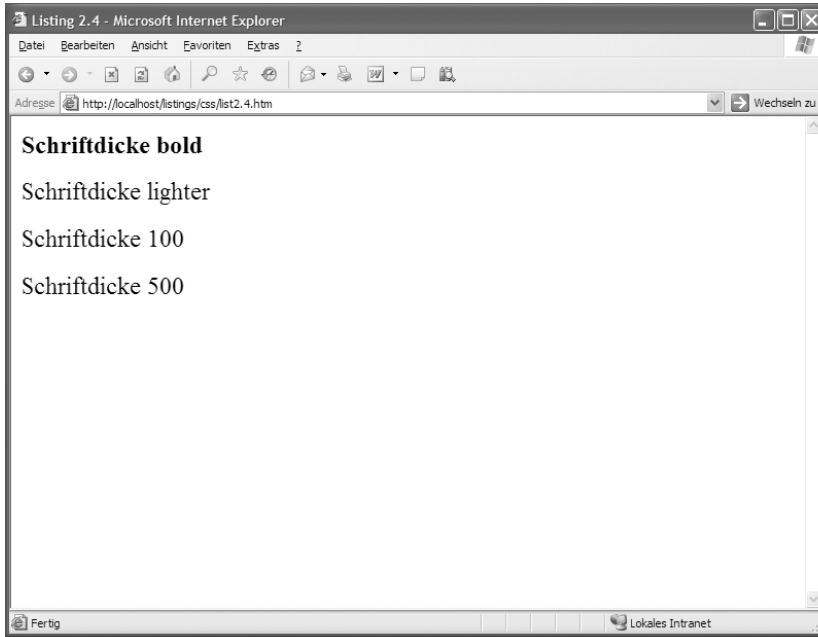 Listing 2.4 - Microsoft Internet Explorer
Datei Bearbeiten Ansicht Favoriten Extras ?
Adresse http://localhost/listings/css/list2.4.htm Wechseln zu
Schriftdicke bold
Schriftdicke lighter
Schriftdicke 100
Schriftdicke 500
Fertig Lokales Intranet